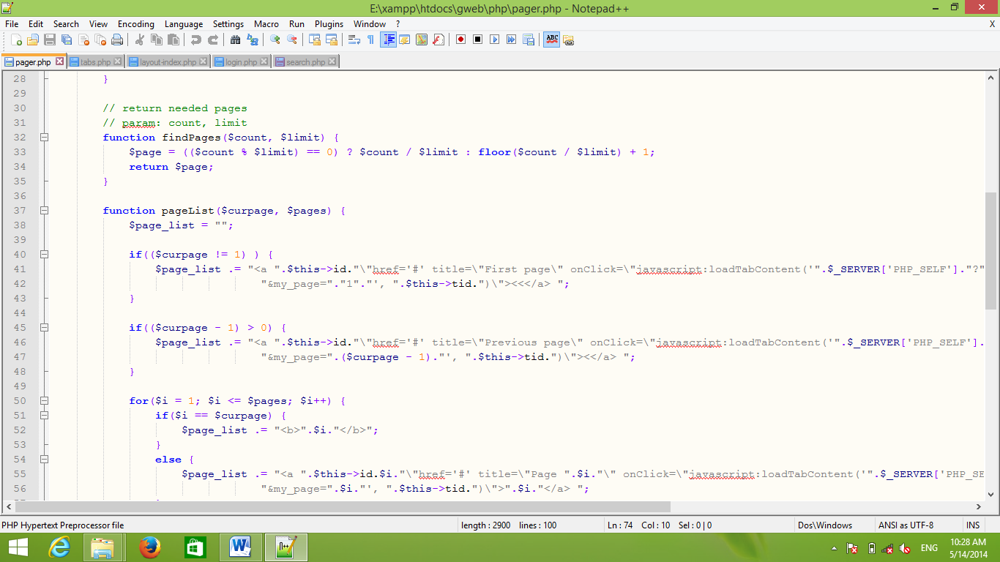 E:\xampp\htdocs\gweb\php\pager.php - Notepad++
File Edit Search View Encoding Language Settings Macro Run Plugins Window ? X
pager.php tabs.php layout-index.php login.php search.php
28 }
29
30 // return needed pages
31 // param: count, limit
32 function findPages($count, $limit) {
33 $page = (($count % $limit) == 0) ? $count / $limit : floor($count / $limit) + 1;
34 return $page;
35 }
36
37 function pageList($curpage, $pages) {
38 $page_list = "";
39
40 if(($curpage != 1) ) {
41 $page_list .= "<a ".$this->id."\"href='#' title=\"First page\" onClick=\"javascript:loadTabContent('".$_SERVER['PHP_SELF']."?"
42 "&my_page="."1"."', ".$this->tid.")\"><<</a> ";
43 }
44
45 if(($curpage - 1) > 0) {
46 $page_list .= "<a ".$this->id."\"href='#' title=\"Previous page\" onClick=\"javascript:loadTabContent('".$_SERVER['PHP_SELF'].
47 "&my_page=".($curpage - 1)."', ".$this->tid.")\"><</a> ";
48 }
49
50 for($i = 1; $i <= $pages; $i++) {
51 if($i == $curpage) {
52 $page_list .= "<b>".$i."</b>";
53 }
54 else {
55 $page_list .= "<a ".$this->id.$i."\"href='#' title=\"Page ".$i."\" onClick=\"javascript:loadTabContent('".$_SERVER['PHP_SE
56 "&my_page=".$i."', ".$this->tid.")\">".$i."</a> ";
PHP Hypertext Preprocessor file length : 2900 lines : 100 Ln : 74 Col : 10 Sel : 0 | 0 Dos\Windows ANSI as UTF-8 INS
ENG 10:28 AM
5/14/2014